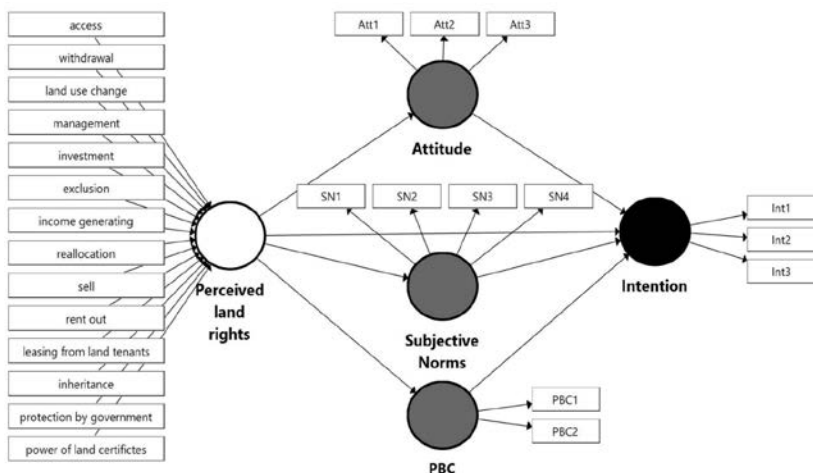 access
withdrawal
land use change
management
investment
exclusion
income generating
reallocation
sell
rent out
leasing from land tenants
inheritance
protection by government
power of land certifictes
Perceived
land
rights
Att1
Att2
Att3
Attitude
SN1
SN2
SN3
SN4
Subjective
Norms
PBC1
PBC2
PBC
Intention
Int1
Int2
Int3